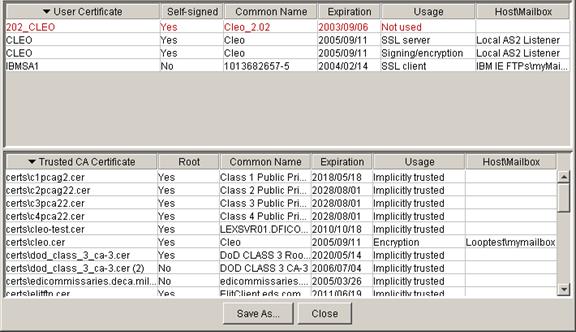 User Certificate Self-signed Common Name Expiration Usage Host\Mailbox
202_CLEO Yes Cleo_2.02 2003/09/06 Not used
CLEO Yes Cleo 2005/09/11 SSL server Local AS2 Listener
CLEO Yes Cleo 2005/09/11 Signing/encryption Local AS2 Listener
IBMSA1 No 1013682657-5 2004/02/14 SSL client IBM IE FTPs\myMai...
Trusted CA Certificate Root Common Name Expiration Usage Host\Mailbox
certs\c1pcag2.cer Yes Class 1 Public Pri... 2018/05/18 Implicitly trusted
certs\c2pcag22.cer Yes Class 2 Public Pri... 2028/08/01 Implicitly trusted
certs\c3pca22.cer Yes Class 3 Public Pri... 2028/08/01 Implicitly trusted
certs\c4pca22.cer Yes Class 4 Public Pri... 2028/08/01 Implicitly trusted
certs\cleo-test.cer Yes LEXSVR01.DFICO... 2010/10/18 Implicitly trusted
certs\cleo.cer Yes Cleo 2005/09/11 Encryption Looptest\mymailbox
certs\dod_class_3_ca-3.cer Yes DoD CLASS 3 Roo... 2020/05/14 Implicitly trusted
certs\dod_class_3_ca-3.cer (2) No DOD CLASS 3 CA-3 2006/07/04 Implicitly trusted
certs\edicommissaries.deca.mil... No edicommissaries.... 2005/03/26 Implicitly trusted
certs\elitftp.cer Yes ElitClient.eds.com 2011/06/19 Implicitly trusted
Save As... Close